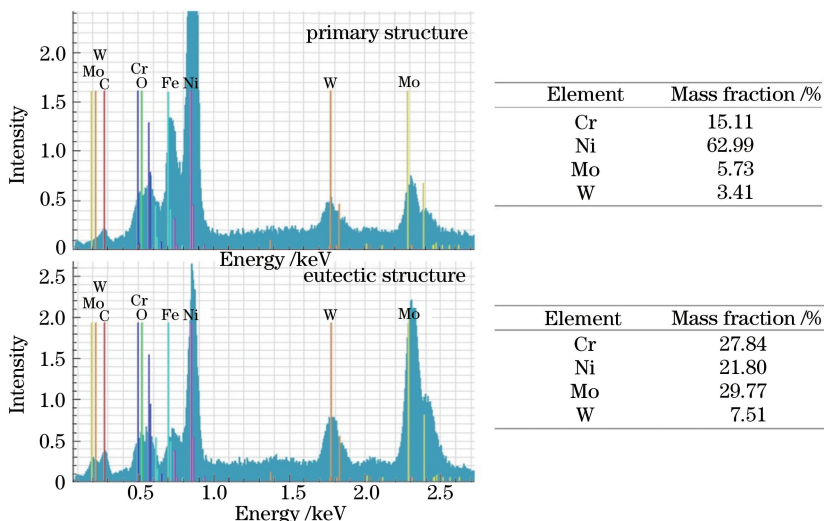 primary structure
2.0
1.5
1.0
0.5
0
Intensity
W
Mo
C
Cr
O
Fe
Ni
W
Mo
Energy /keV
Element Mass fraction /%
Cr 15.11
Ni 62.99
Mo 5.73
W 3.41
eutectic structure
2.5
2.0
1.5
1.0
0.5
0
Intensity
W
Mo
C
Cr
O
Fe
Ni
W
Mo
0.5 1.0 1.5 2.0 2.5
Energy /keV
Element Mass fraction /%
Cr 27.84
Ni 21.80
Mo 29.77
W 7.51